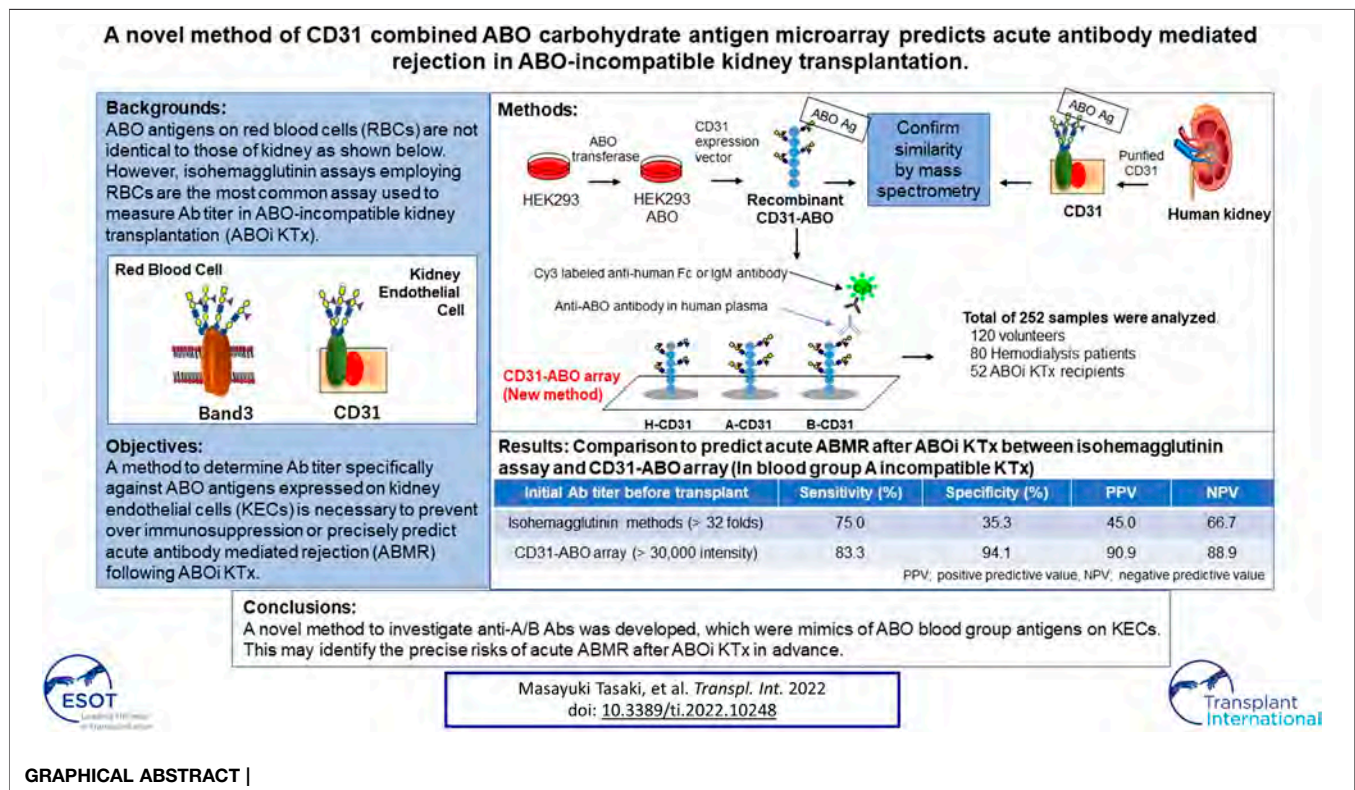 A novel method of CD31 combined ABO carbohydrate antigen microarray predicts acute antibody mediated
rejection in ABO-incompatible kidney transplantation.
Backgrounds:
ABO antigens on red blood cells (RBCs) are not
identical to those of kidney as shown below.
However, isohemagglutinin assays employing
RBCs are the most common assay used to
measure Ab titer in ABO-incompatible kidney
transplantation (ABOi KTx).
Red Blood Cell
Kidney
Endothelial
Cell
Band3
CD31
Objectives:
A method to determine Ab titer specifically
against ABO antigens expressed on kidney
endothelial cells (KECs) is necessary to prevent
over immunosuppression or precisely predict
acute antibody mediated rejection (ABMR)
following ABOi KTx.
Methods:
HEK293
ABO
transferase
HEK293
ABO
CD31
expression
vector
ABO Ag
Recombinant
CD31-ABO
Confirm
similarity
by mass
spectrometry
ABO Ag
CD31
Purified
CD31
Human kidney
Cy3 labeled anti-human Fc or IgM antibody
Anti-ABO antibody in human plasma
CD31-ABO array
(New method)
H-CD31
A-CD31
B-CD31
Total of 252 samples were analyzed
120 volunteers
80 Hemodialysis patients
52 ABOi KTx recipients
Results: Comparison to predict acute ABMR after ABOi KTx between isohemagglutinin
assay and CD31-ABO array (In blood group A incompatible KTx)
Initial Ab titer before transplant Sensitivity (%) Specificity (%) PPV NPV
Isohemagglutinin methods (> 32 folds) 75.0 35.3 45.0 66.7
CD31-ABO array (> 30,000 intensity) 83.3 94.1 90.9 88.9
PPV; positive predictive value, NPV; negative predictive value
Conclusions:
A novel method to investigate anti-A/B Abs was developed, which were mimics of ABO blood group antigens on KECs.
This may identify the precise risks of acute ABMR after ABOi KTx in advance.
ESOT
Masayuki Tasaki, et al. Transpl. Int. 2022
doi: 10.3389/ti.2022.10248
Transplant
International
GRAPHICAL ABSTRACT |